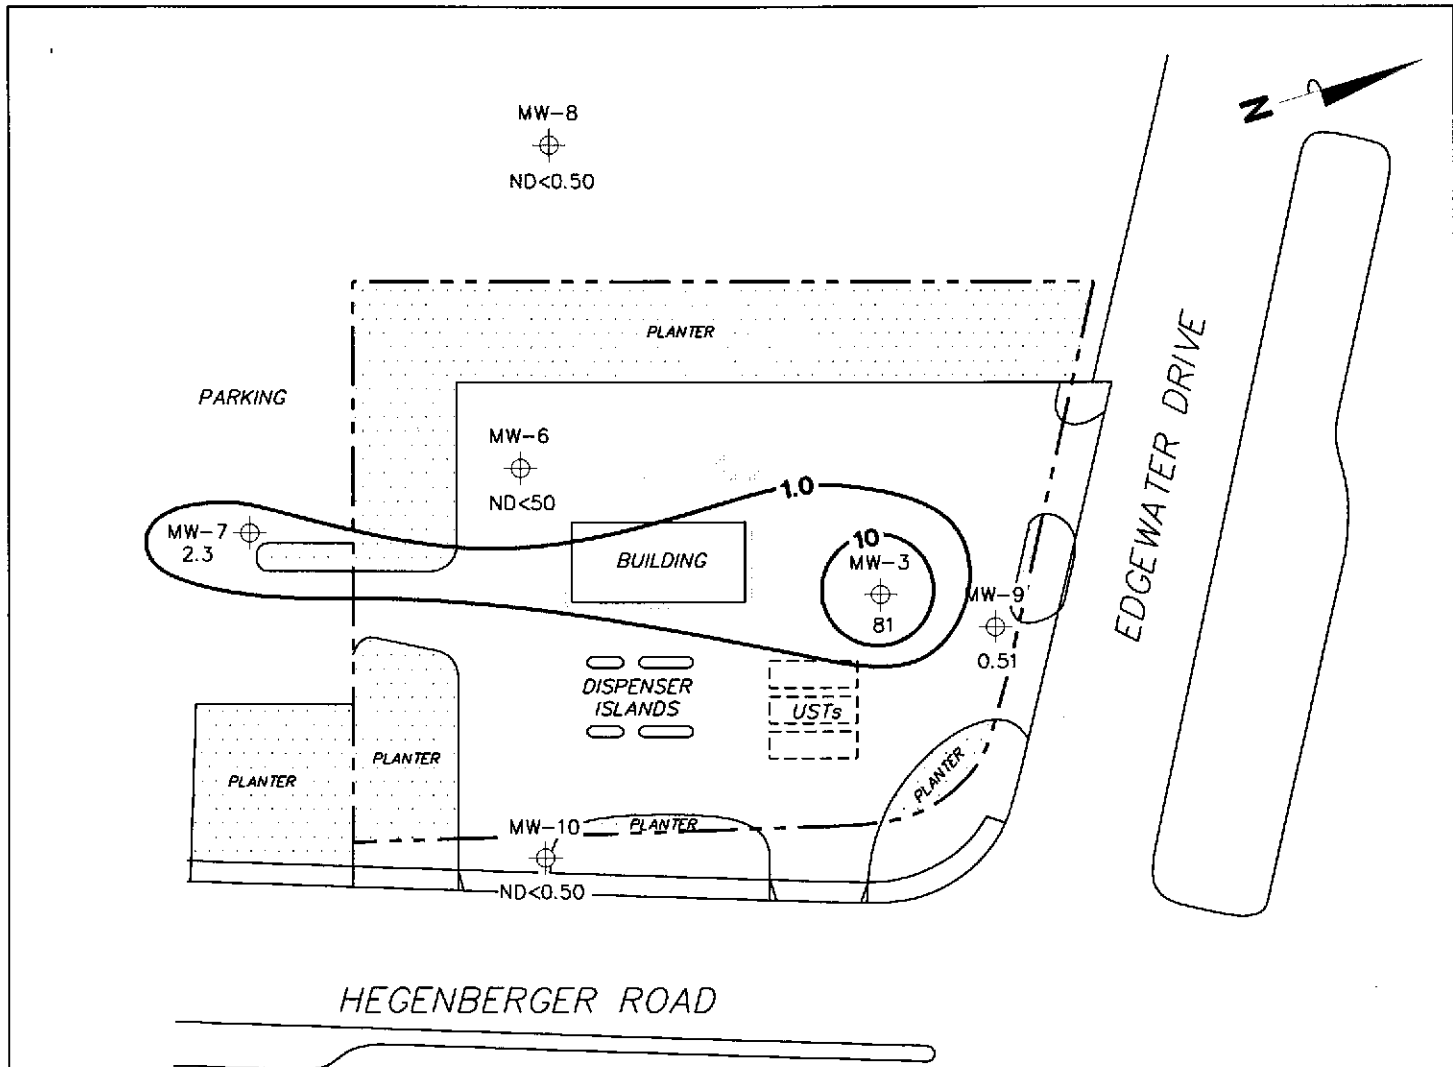 MW-8
N
ND<0.50
PLANTER
PARKING
MW-6
ND<50
1.0
MW-7
2.3
10
MW-3
BUILDING
81
MW-9
0.51
EDGEWATER DRIVE
DISPENSER
ISLANDS
USTs
PLANTER
PLANTER
PLANTER
MW-10
PLANTER
ND<0.50
HEGENBERGER ROAD